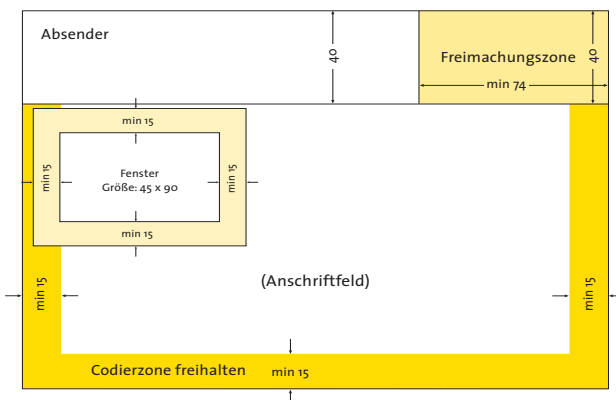 Absender
40
Freimachungszone
40
min 74
min 15
min 15
Fenster
Größe: 45 x 90
min 15
min 15
(Anschriftfeld)
min 15
min 15
Codierzone freihalten min 15